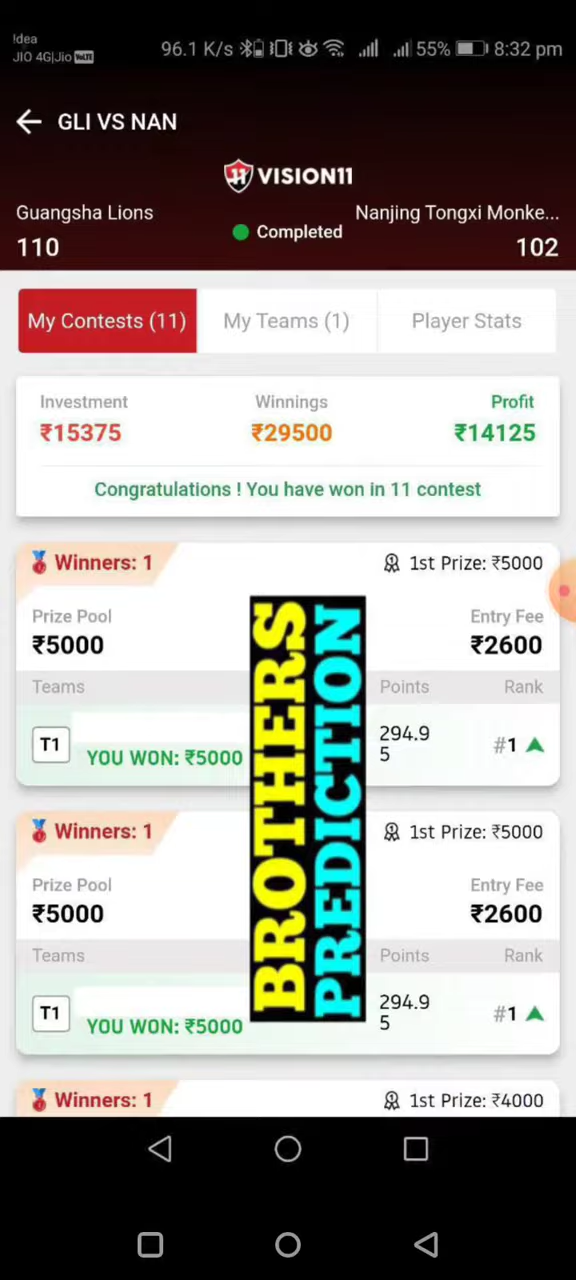 !dea
JIO 4G|Jio VoLTE
96.1 K/s 55% 8:32 pm
GLI VS NAN
11 VISION11
Guangsha Lions
Nanjing Tongxi Monke...
110
Completed
102
My Contests (11)
My Teams (1)
Player Stats
Investment
Winnings
Profit
₹15375
₹29500
₹14125
Congratulations ! You have won in 11 contest
Winners: 1
1st Prize: ₹5000
Prize Pool
Entry Fee
₹5000
₹2600
Teams
Points
Rank
T1
YOU WON: ₹5000
294.9
5
#1
BROTHERS
PREDICTION
Winners: 1
1st Prize: ₹5000
Prize Pool
Entry Fee
₹5000
₹2600
Teams
Points
Rank
T1
YOU WON: ₹5000
294.9
5
#1
Winners: 1
1st Prize: ₹4000